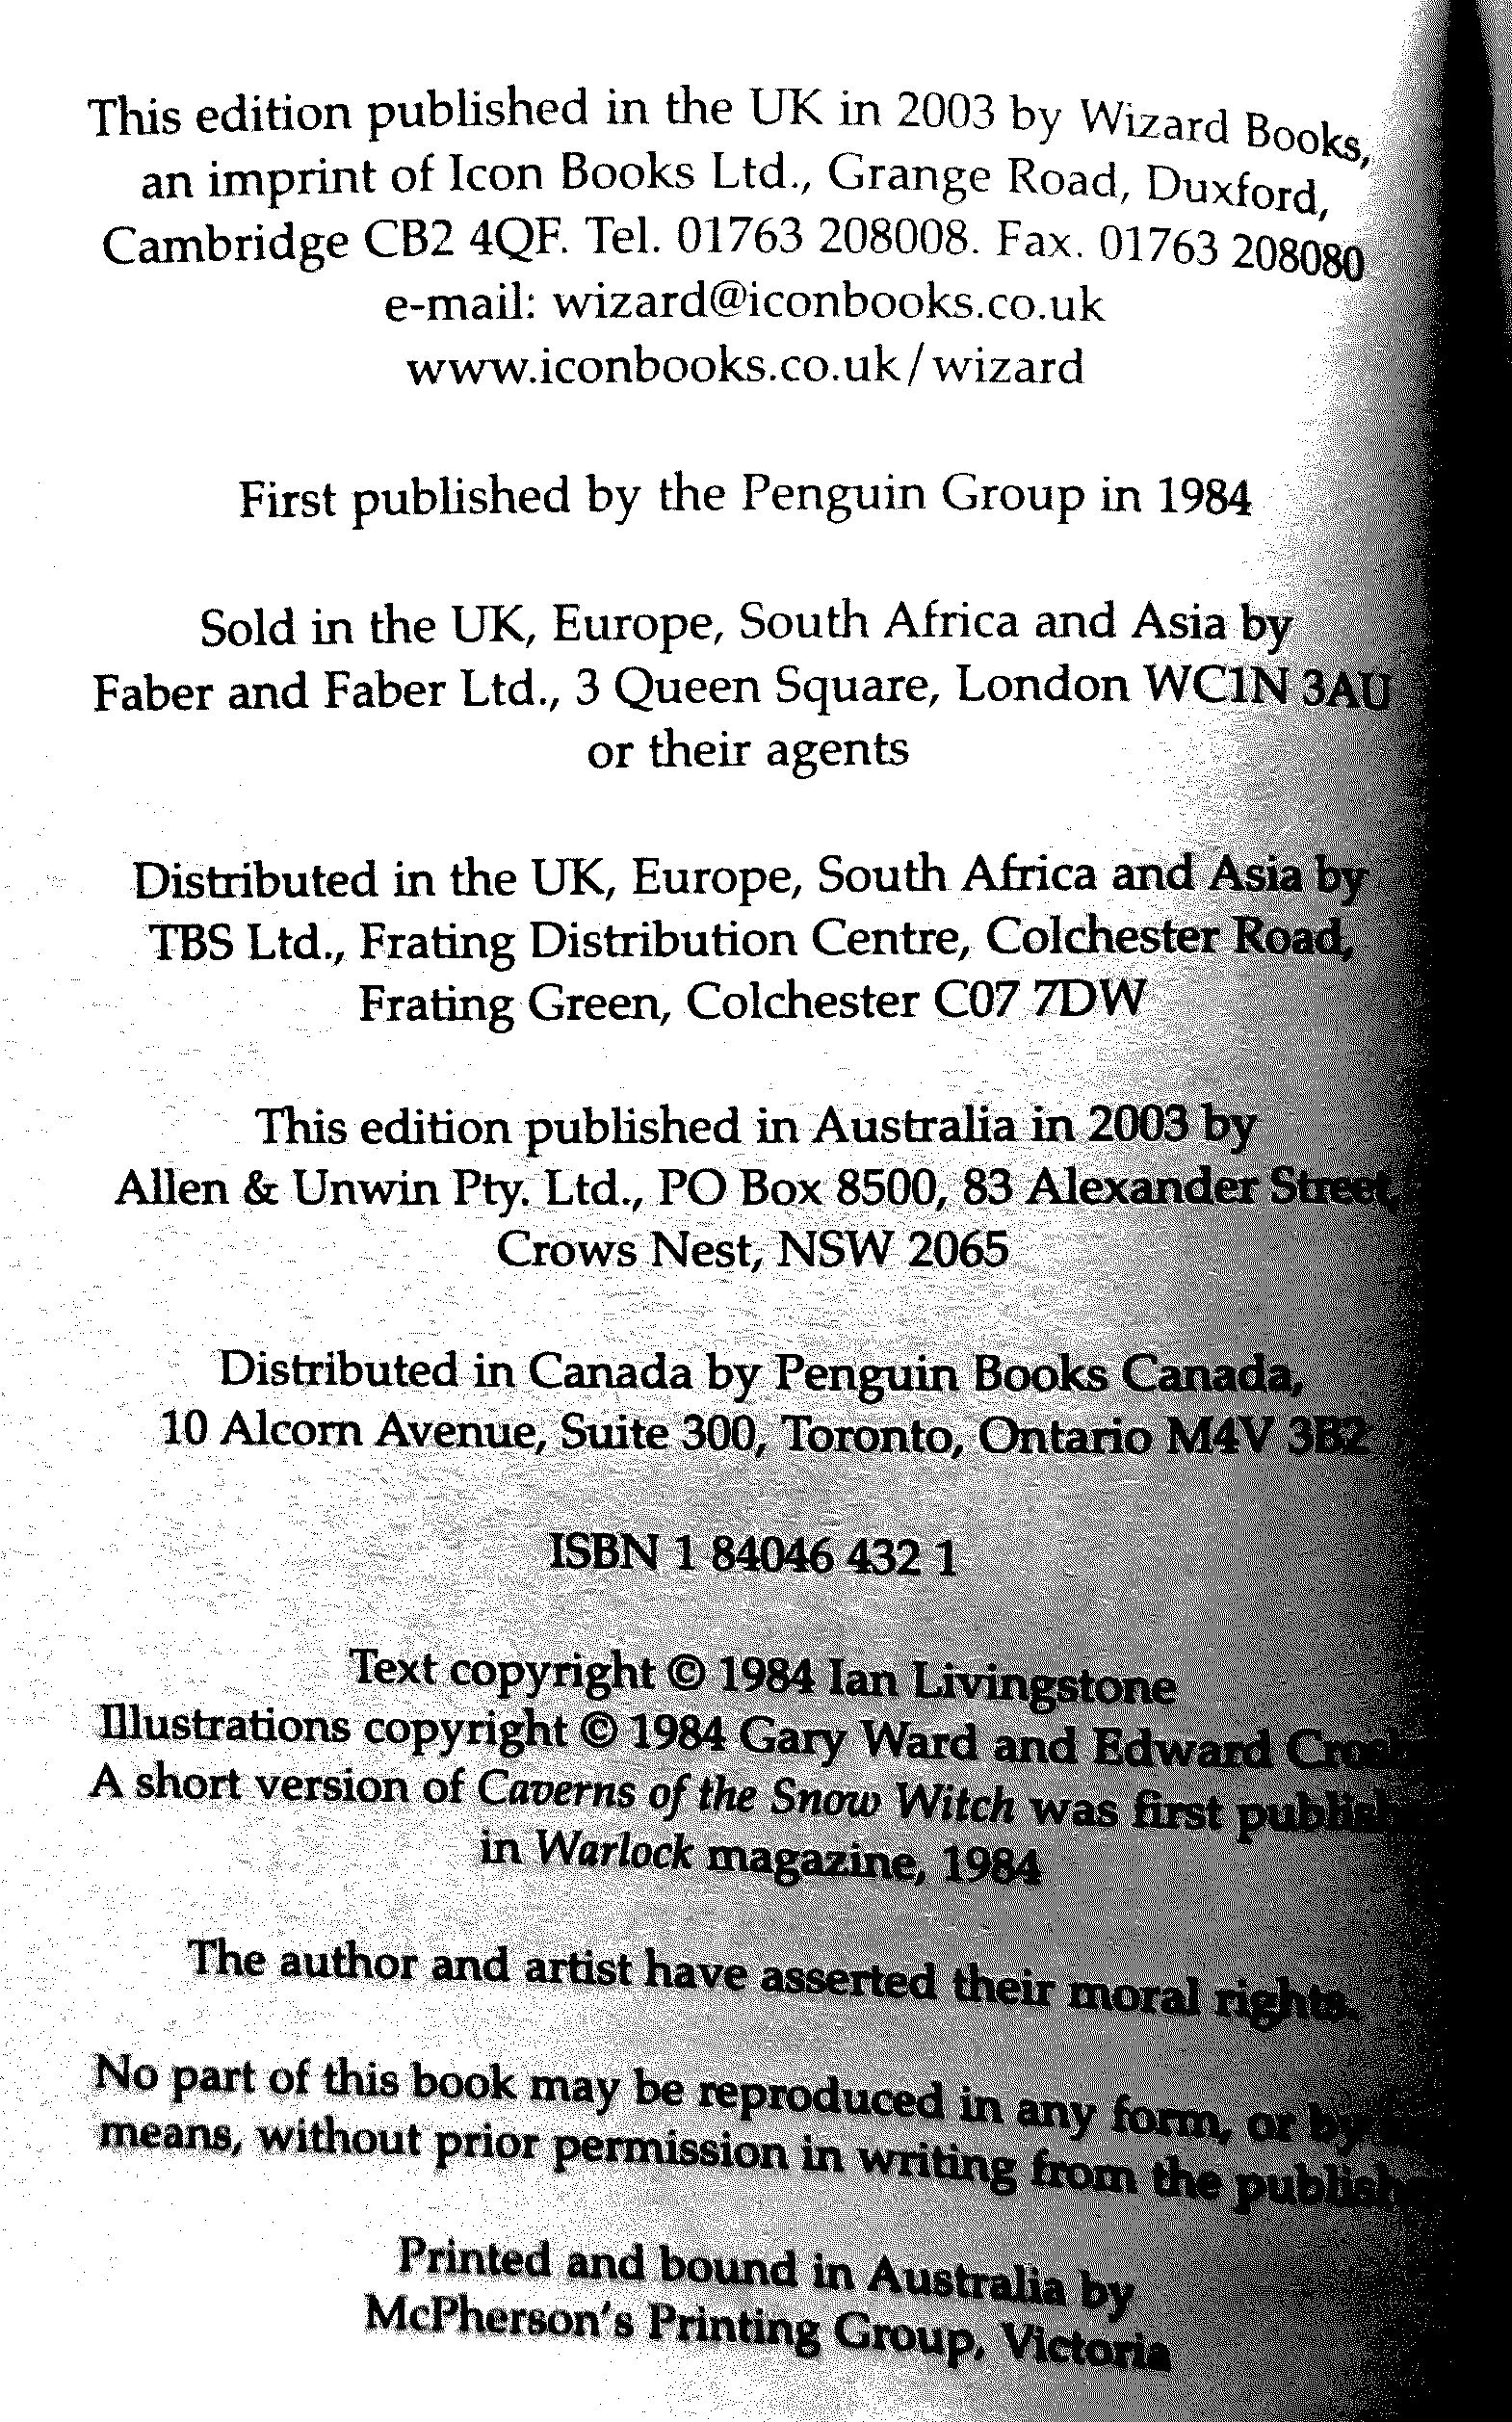 This edition published in the UK in 2003 by Wizard Books,
an imprint of Icon Books Ltd., Grange Road, Duxford,
Cambridge CB2 4QF. Tel. 01763 208008. Fax. 01763 208080
e-mail: wizard@iconbooks.co.uk
www.iconbooks.co.uk/wizard
First published by the Penguin Group in 1984
Sold in the UK, Europe, South Africa and Asia by
Faber and Faber Ltd., 3 Queen Square, London WC1N 3AU
or their agents
Distributed in the UK, Europe, South Africa and Asia by
TBS Ltd., Frating Distribution Centre, Colchester Road,
Frating Green, Colchester C07 7DW
This edition published in Australia in 2003 by
Allen & Unwin Pty. Ltd., PO Box 8500, 83 Alexander Street,
Crows Nest, NSW 2065
Distributed in Canada by Penguin Books Canada,
10 Alcorn Avenue, Suite 300, Toronto, Ontario M4V 3B2
ISBN 1 84046 432 1
Text copyright © 1984 Ian Livingstone
Illustrations copyright © 1984 Gary Ward and Edward
A short version of Caverns of the Snow Witch was first
in Warlock magazine, 1984
The author and artist have asserted their moral rights.
No part of this book may be reproduced in any form, or by
means, without prior permission in writing from the
Printed and bound in Australia by
McPherson's Printing Group, Victoria